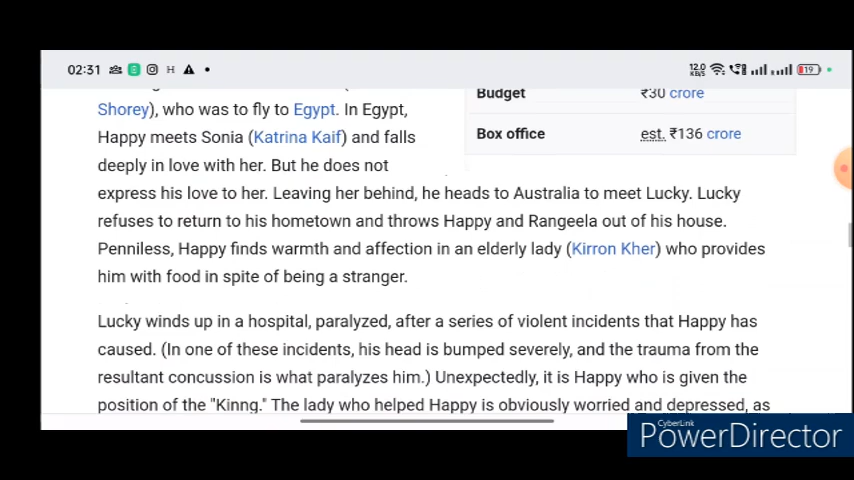 02:31 H 12.0 KB/S 19
Budget ₹30 crore
Shorey), who was to fly to Egypt. In Egypt,
Happy meets Sonia (Katrina Kaif) and falls
Box office est. ₹136 crore
deeply in love with her. But he does not
express his love to her. Leaving her behind, he heads to Australia to meet Lucky. Lucky
refuses to return to his hometown and throws Happy and Rangeela out of his house.
Penniless, Happy finds warmth and affection in an elderly lady (Kirron Kher) who provides
him with food in spite of being a stranger.
Lucky winds up in a hospital, paralyzed, after a series of violent incidents that Happy has
caused. (In one of these incidents, his head is bumped severely, and the trauma from the
resultant concussion is what paralyzes him.) Unexpectedly, it is Happy who is given the
position of the "Kinng." The lady who helped Happy is obviously worried and depressed, as
CyberLink
PowerDirector